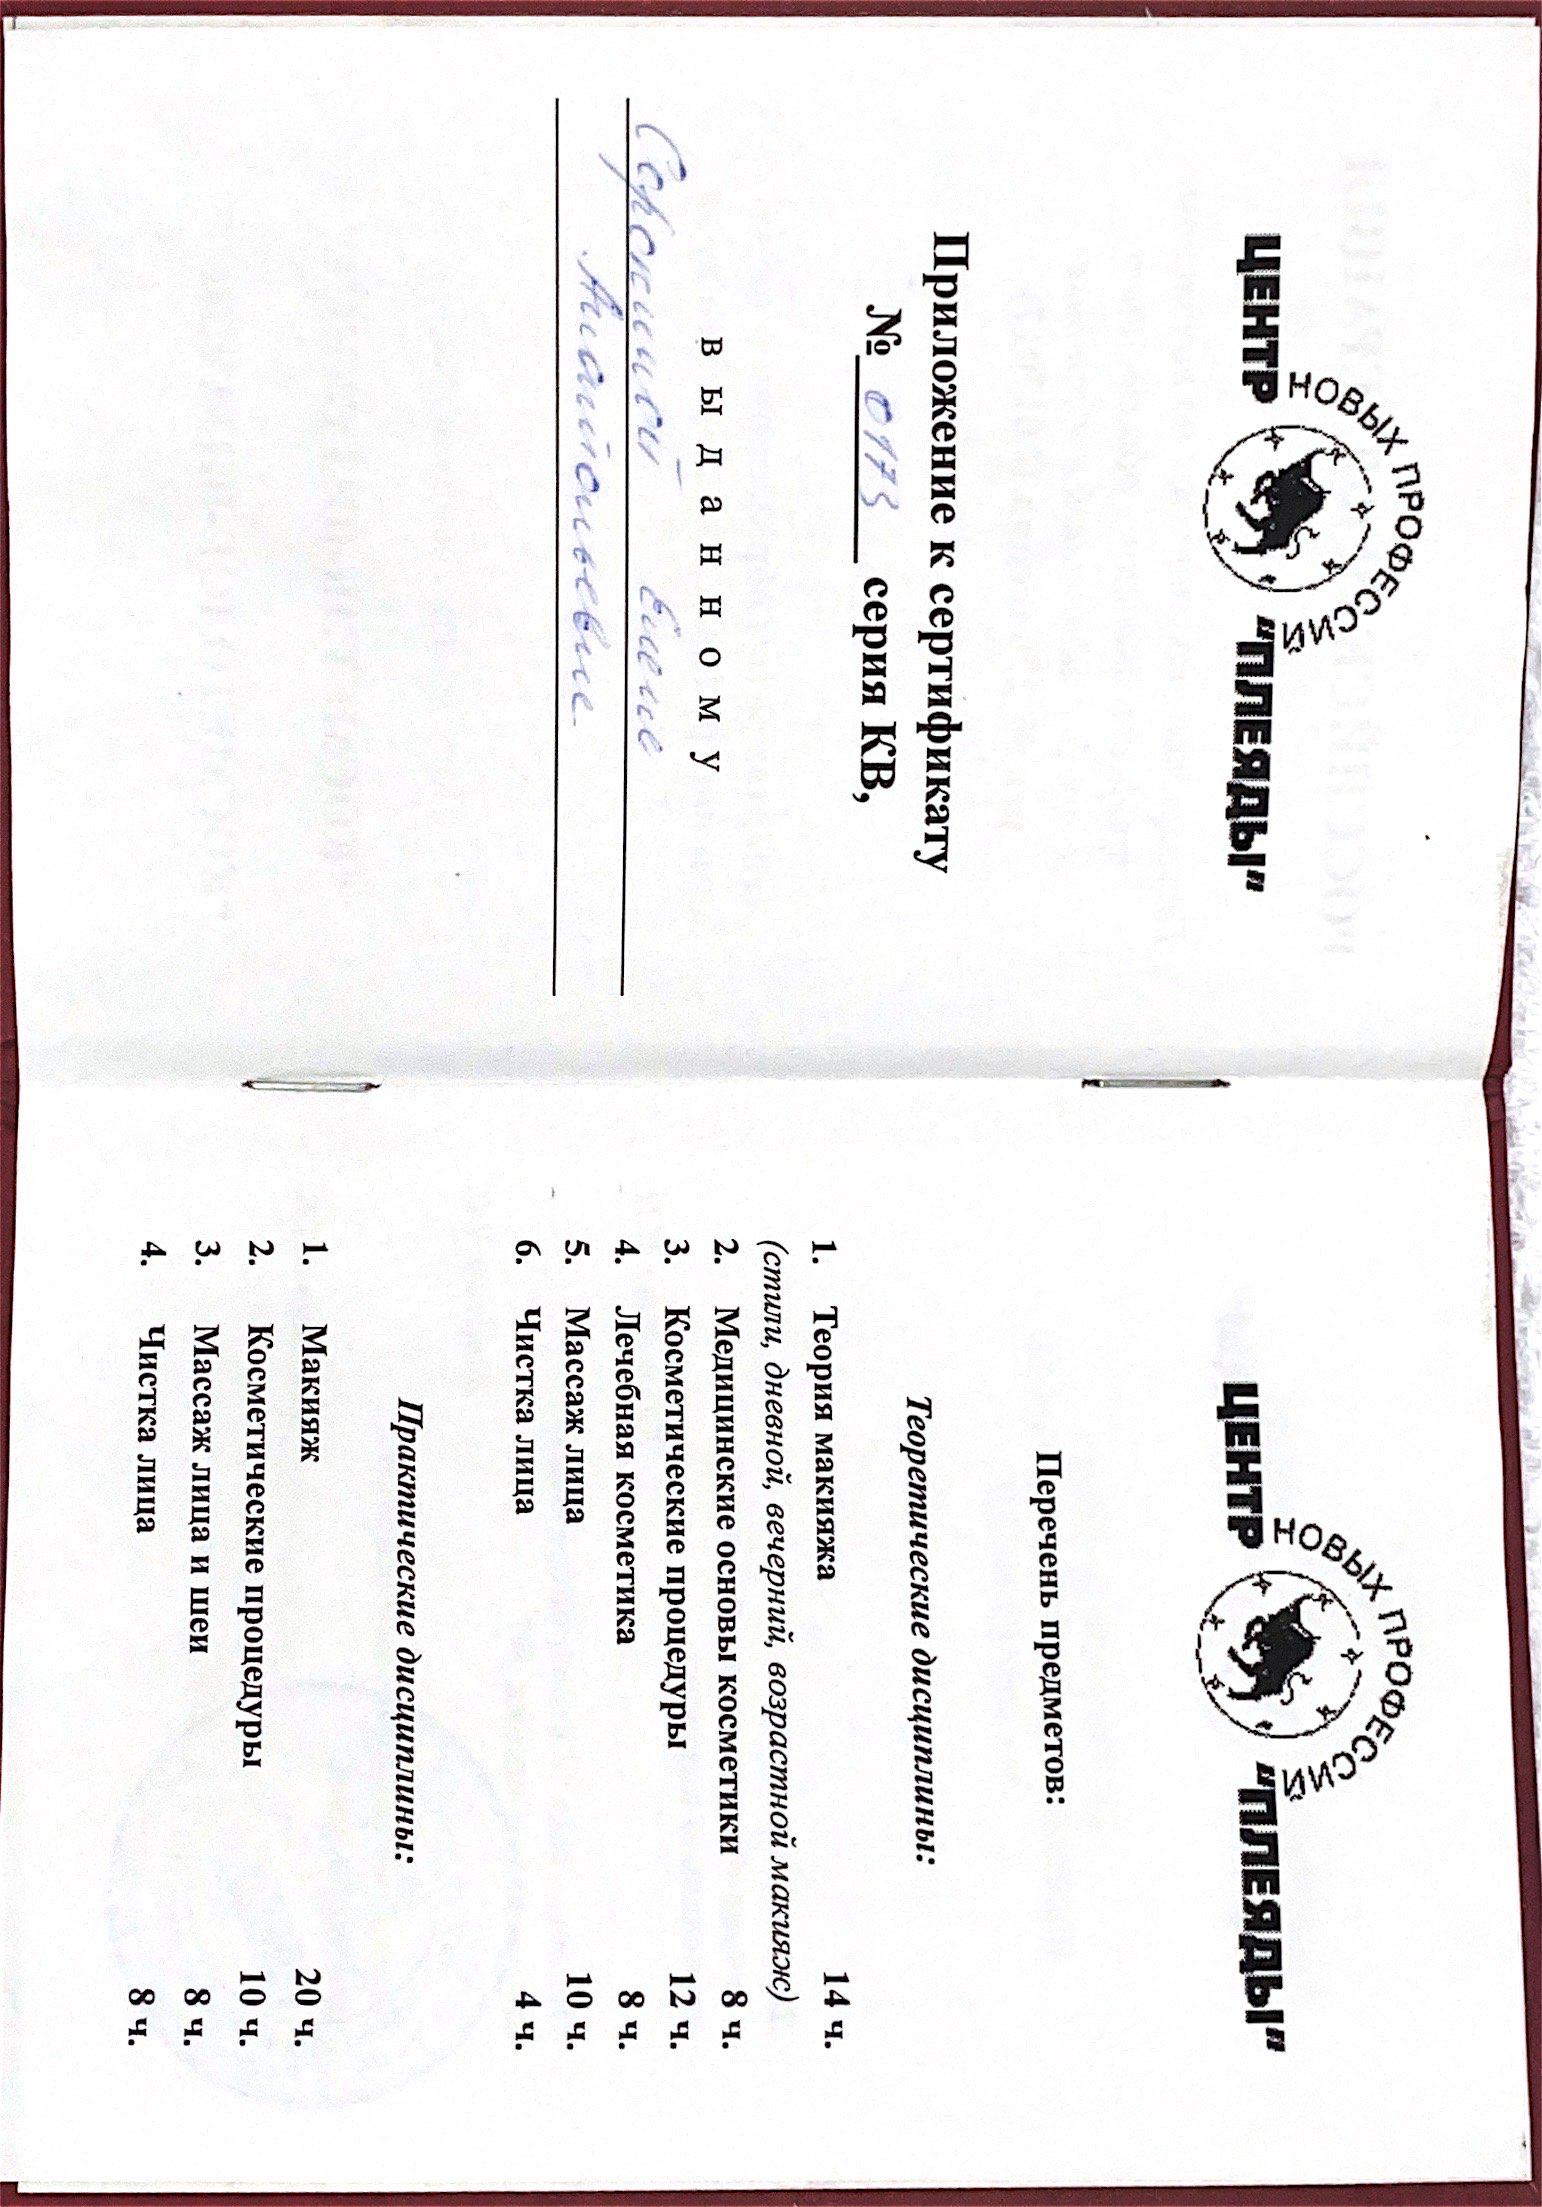 ЦЕНТР НОВЫХ ПРОФЕССИЙ "ПЛЕЯДЫ"
Приложение к сертификату
№ 0173 серия КВ,
выданному
Сорокиной Елене
Анатольевне
ЦЕНТР НОВЫХ ПРОФЕССИЙ "ПЛЕЯДЫ"
Перечень предметов:
Теоретические дисциплины:
1. Теория макияжа 14 ч.
(стили, дневной, вечерний, возрастной макияж)
2. Медицинские основы косметики 8 ч.
3. Косметические процедуры 12 ч.
4. Лечебная косметика 8 ч.
5. Массаж лица 10 ч.
6. Чистка лица 4 ч.
Практические дисциплины:
1. Макияж 20 ч.
2. Косметические процедуры 10 ч.
3. Массаж лица и шеи 8 ч.
4. Чистка лица 8 ч.